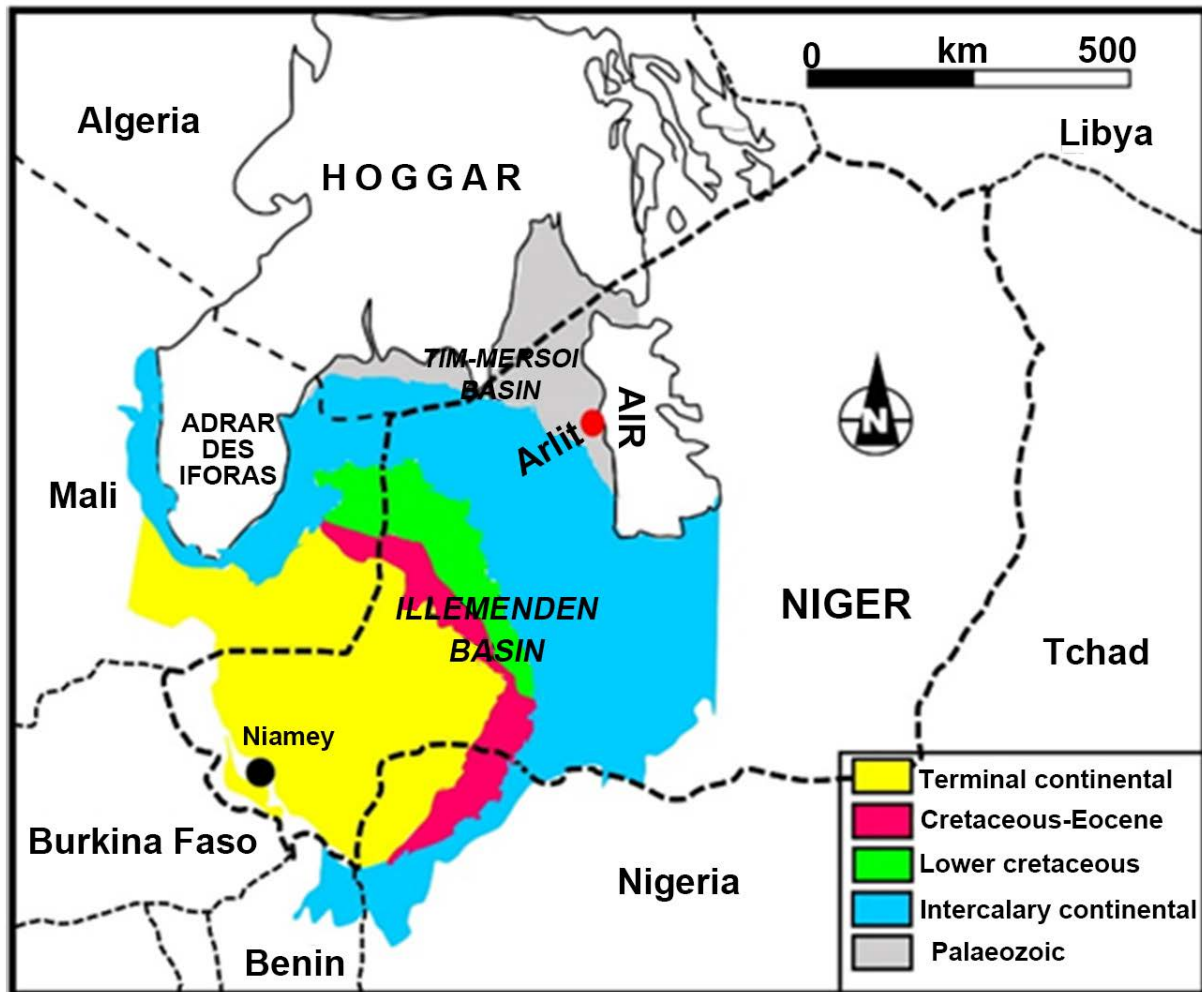 0 km 500
Algeria
Libya
HOGGAR
TIM-MERSOI
BASIN
AIR
ADRAR
DES
IFORAS
Arlit
N
Mali
ILLEMENDEN
BASIN
NIGER
Tchad
Niamey
Terminal continental
Cretaceous-Eocene
Burkina Faso
Lower cretaceous
Nigeria
Intercalary continental
Palaeozoic
Benin